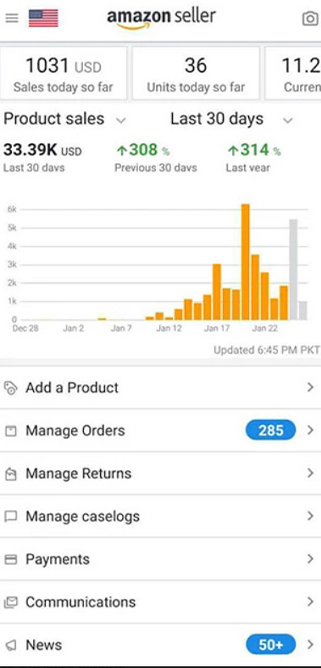 amazon seller
1031 USD
Sales today so far
36
Units today so far
11.2
Curren
Product sales
Last 30 days
33.39K USD
Last 30 days
↑308 %
Previous 30 days
↑314 %
Last year
6k
5k
4k
3k
2k
1k
0
Dec 28 Jan 2 Jan 7 Jan 12 Jan 17 Jan 22
Updated 6:45 PM PKT
Add a Product
Manage Orders 285
Manage Returns
Manage caselogs
Payments
Communications
News 50+